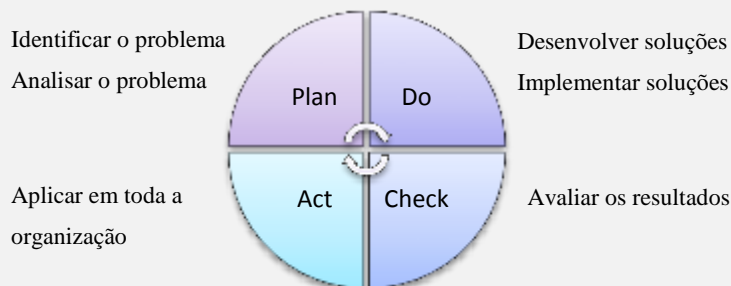 Identificar o problema
Analisar o problema
Plan
Do
Desenvolver soluções
Implementar soluções
Aplicar em toda a
organização
Act
Check
Avaliar os resultados